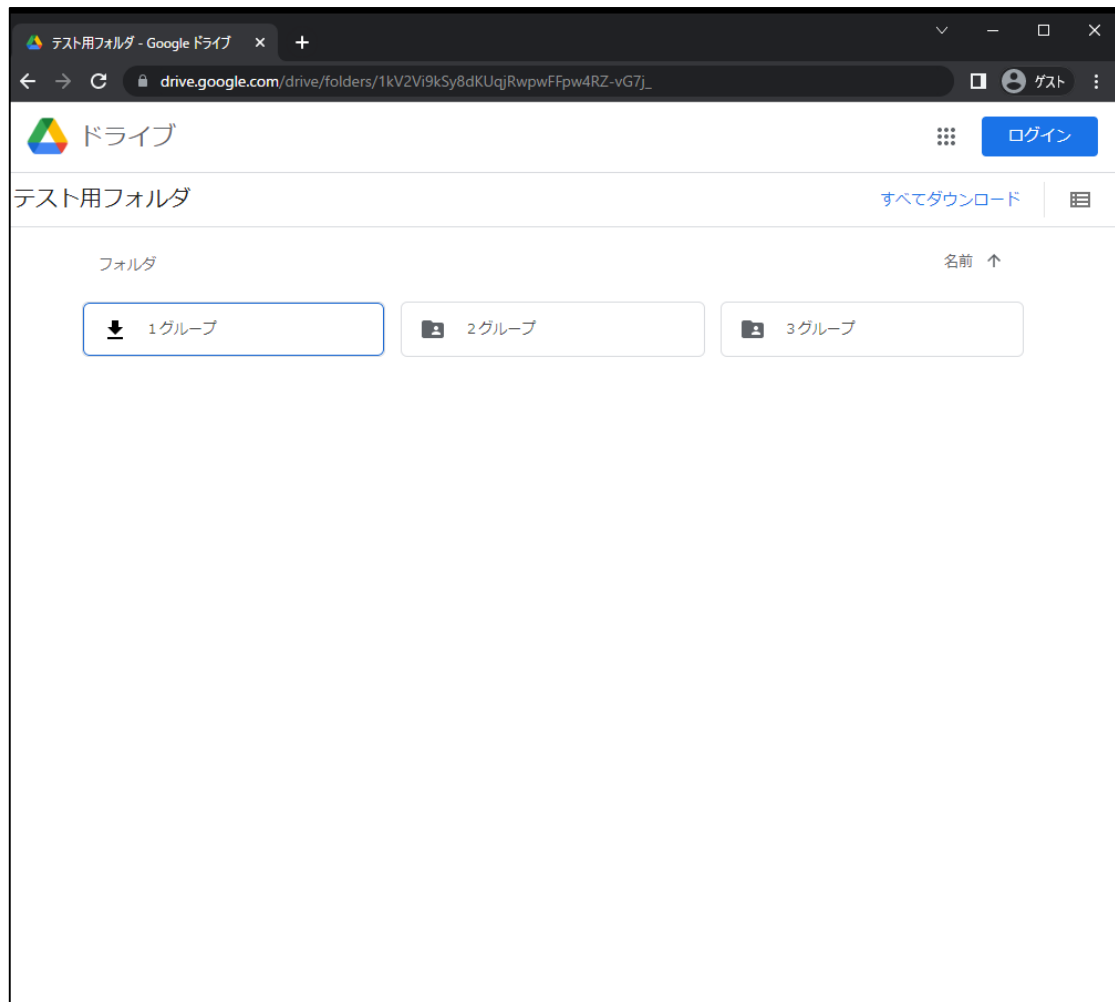 テスト用フォルダ - Google ドライブ
drive.google.com/drive/folders/1kV2Vi9kSy8dKUqjRwpwFFpw4RZ-vG7j_
ゲスト
ドライブ
ログイン
テスト用フォルダ
すべてダウンロード
フォルダ
名前
1グループ
2グループ
3グループ